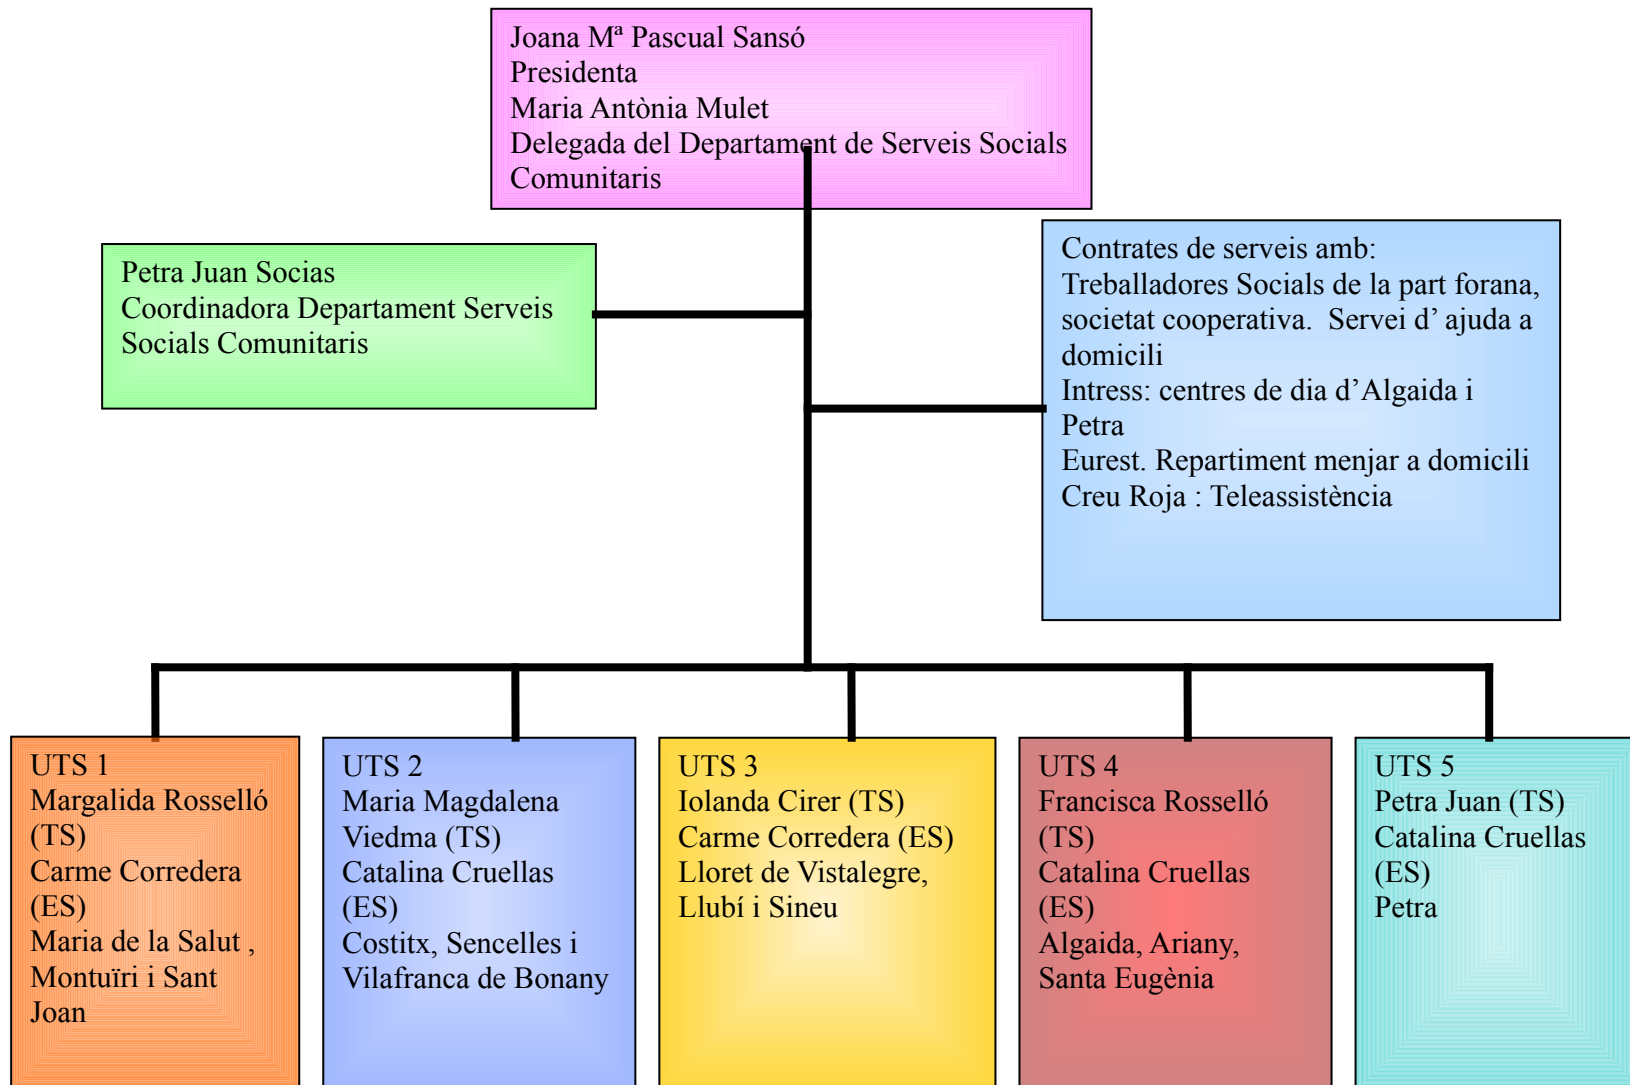 Joana Mª Pascual Sansó
Presidenta
Maria Antònia Mulet
Delegada del Departament de Serveis Socials
Comunitaris
Petra Juan Socias
Coordinadora Departament Serveis
Socials Comunitaris
Contrates de serveis amb:
Treballadores Socials de la part forana,
societat cooperativa.  Servei d’ ajuda a
domicili
Intress: centres de dia d’Algaida i
Petra
Eurest. Repartiment menjar a domicili
Creu Roja : Teleassistència
UTS 1
Margalida Rosselló
(TS)
Carme Corredera
(ES)
Maria de la Salut ,
Montuïri i Sant
Joan
UTS 2
Maria Magdalena
Viedma (TS)
Catalina Cruellas
(ES)
Costitx, Sencelles i
Vilafranca de Bonany
UTS 3
Iolanda Cirer (TS)
Carme Corredera (ES)
Lloret de Vistalegre,
Llubí i Sineu
UTS 4
Francisca Rosselló
(TS)
Catalina Cruellas
(ES)
Algaida, Ariany,
Santa Eugènia
UTS 5
Petra Juan (TS)
Catalina Cruellas
(ES)
Petra